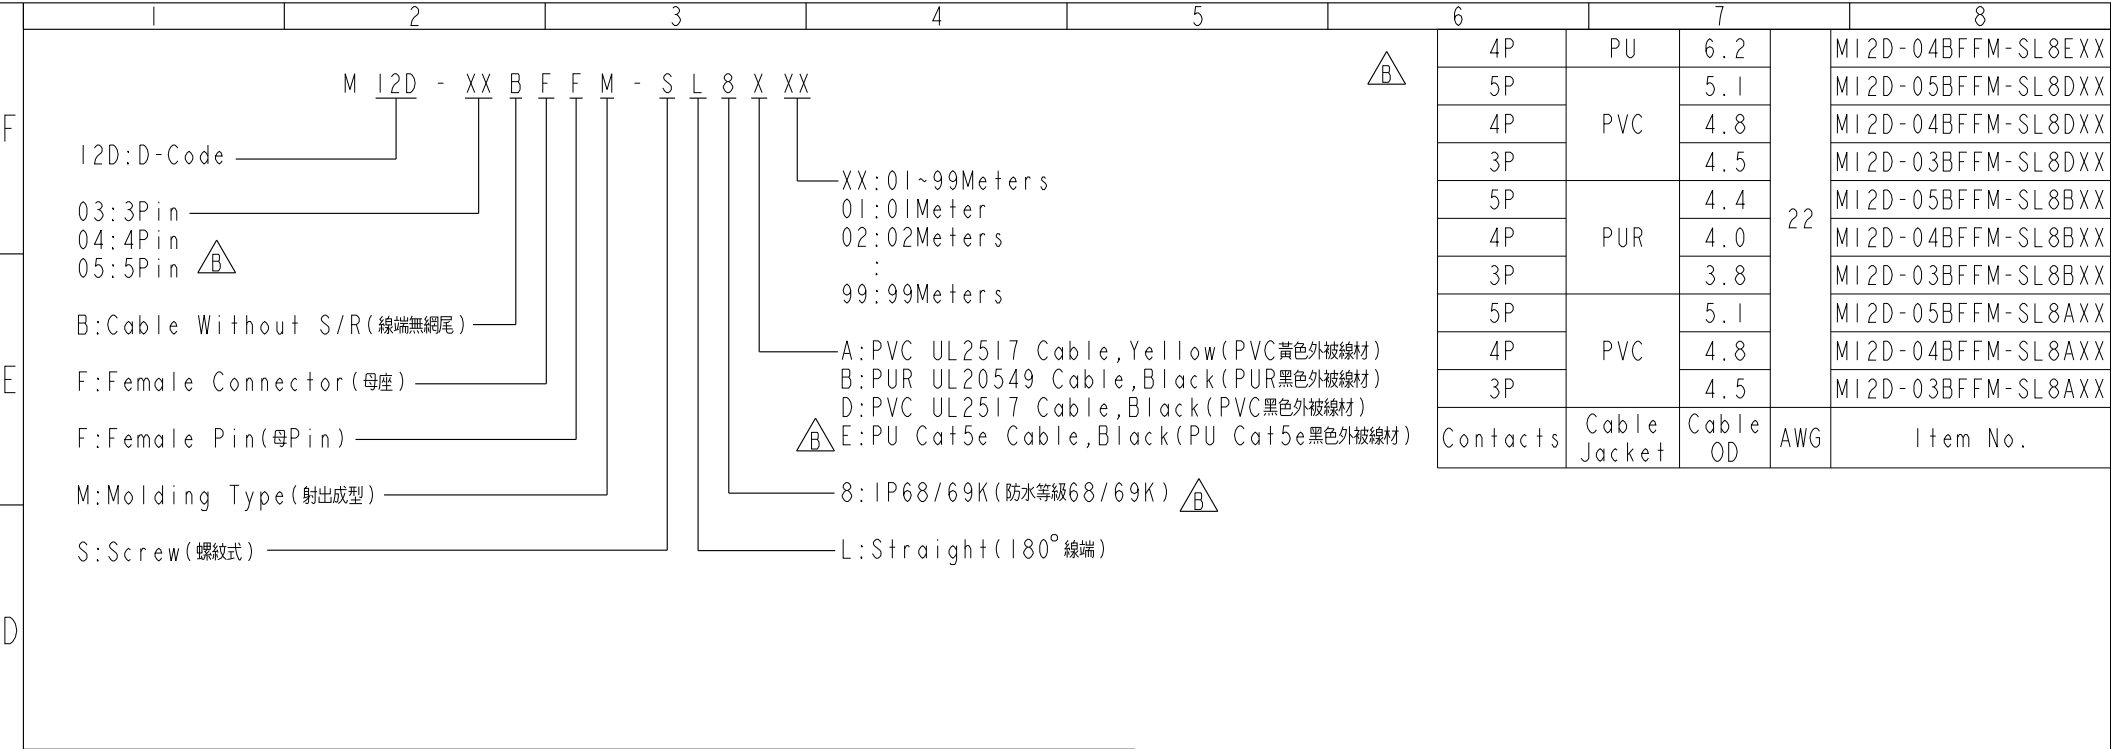 1 2 3 4 5 6 7 8
F
E
D
M 12D - XX B F F M - S L 8 X XX
12D:D-Code
03:3Pin
04:4Pin
05:5Pin B
B:Cable Without S/R(線端無網尾)
F:Female Connector(母座)
F:Female Pin(母Pin)
M:Molding Type(射出成型)
S:Screw(螺紋式)
XX:01~99Meters
01:01Meter
02:02Meters
:
99:99Meters
A:PVC UL2517 Cable,Yellow(PVC黃色外被線材)
B:PUR UL20549 Cable,Black(PUR黑色外被線材)
D:PVC UL2517 Cable,Black(PVC黑色外被線材)
B E:PU Cat5e Cable,Black(PU Cat5e黑色外被線材)
8:IP68/69K(防水等級68/69K) B
L:Straight(180°線端)
B
4P PU 6.2 M12D-04BFFM-SL8EXX
5P 5.1 M12D-05BFFM-SL8DXX
4P PVC 4.8 M12D-04BFFM-SL8DXX
3P 4.5 M12D-03BFFM-SL8DXX
5P 4.4 M12D-05BFFM-SL8BXX
4P PUR 4.0 22 M12D-04BFFM-SL8BXX
3P 3.8 M12D-03BFFM-SL8BXX
5P 5.1 M12D-05BFFM-SL8AXX
4P PVC 4.8 M12D-04BFFM-SL8AXX
3P 4.5 M12D-03BFFM-SL8AXX
Contacts Cable Jacket Cable OD AWG Item No.